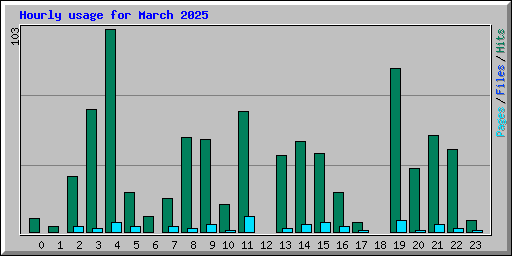 Hourly usage for March 2025
103
Pages/Files/Hits
0 1 2 3 4 5 6 7 8 9 10 11 12 13 14 15 16 17 18 19 20 21 22 23